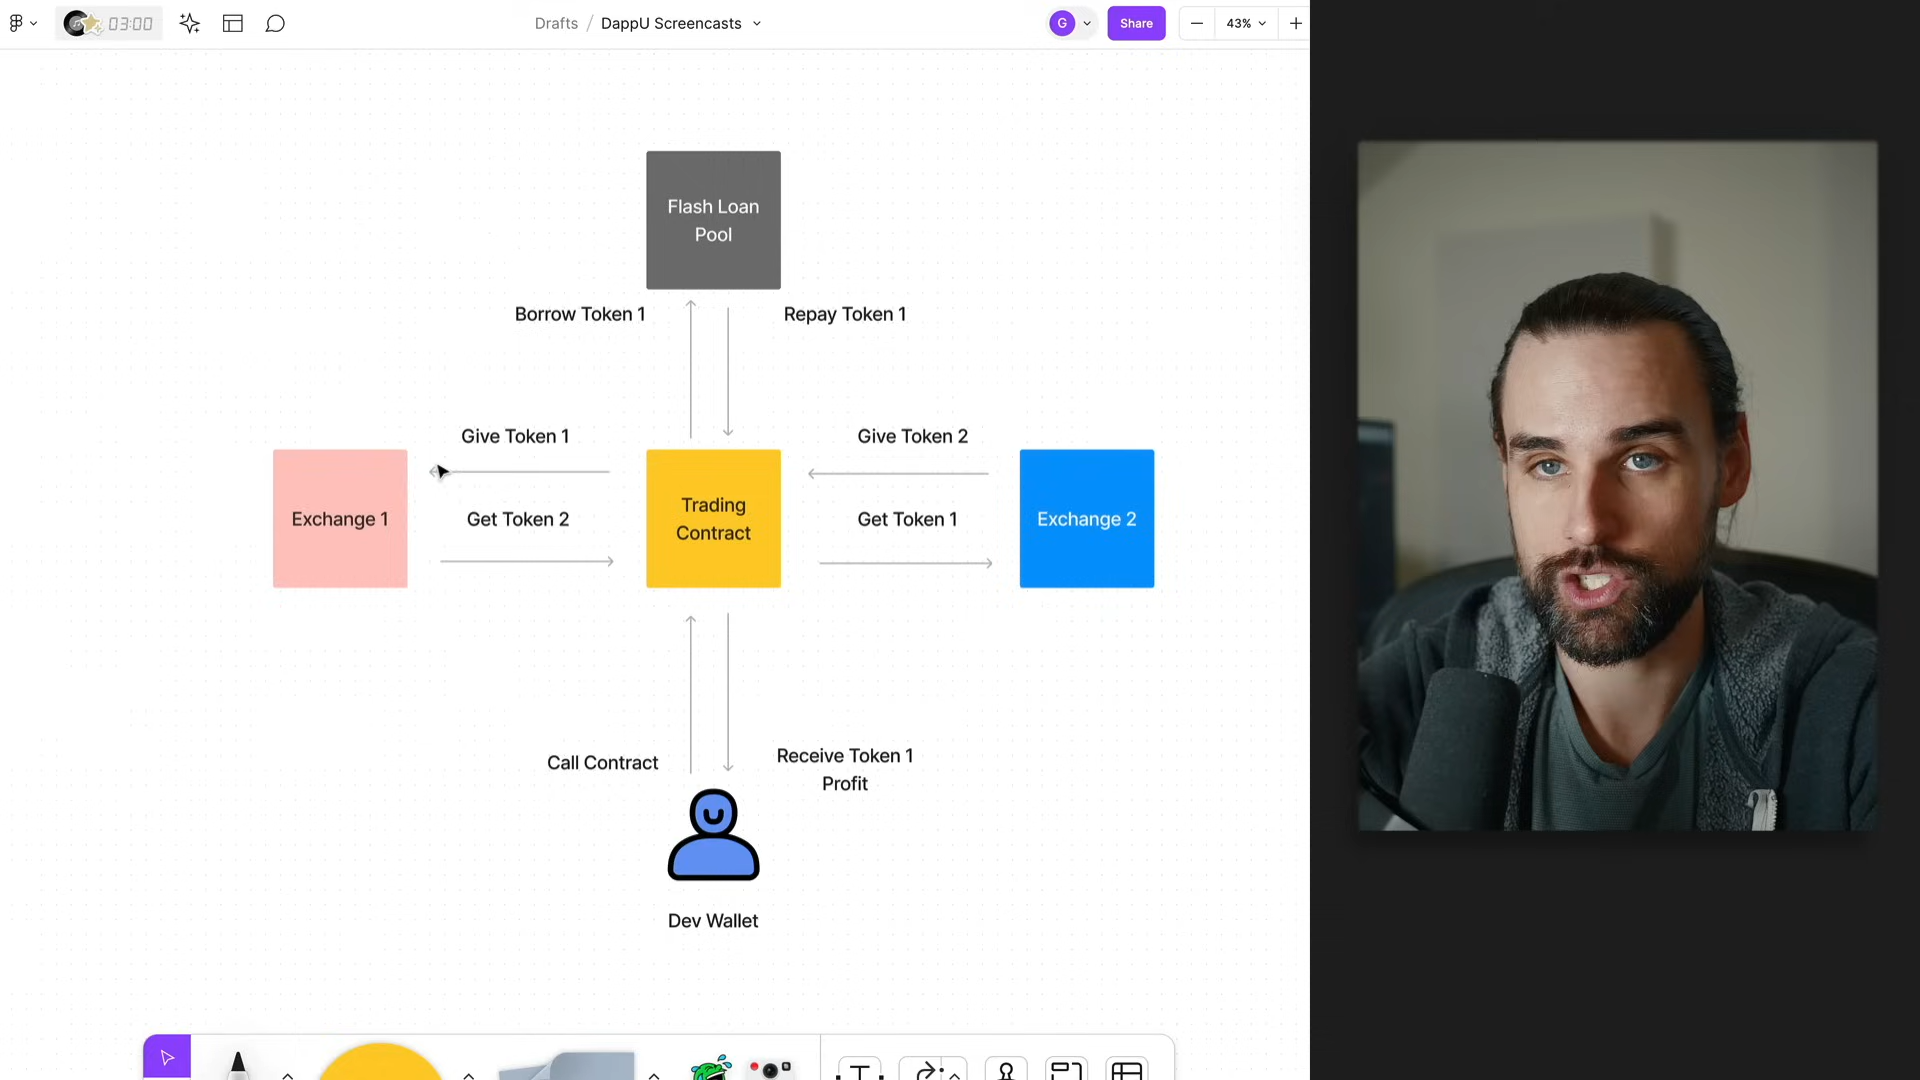 03:00
Drafts / DappU Screencasts
G
Share
43%
Flash Loan
Pool
Borrow Token 1
Repay Token 1
Give Token 1
Give Token 2
Exchange 1
Get Token 2
Trading
Contract
Get Token 1
Exchange 2
Call Contract
Receive Token 1
Profit
Dev Wallet